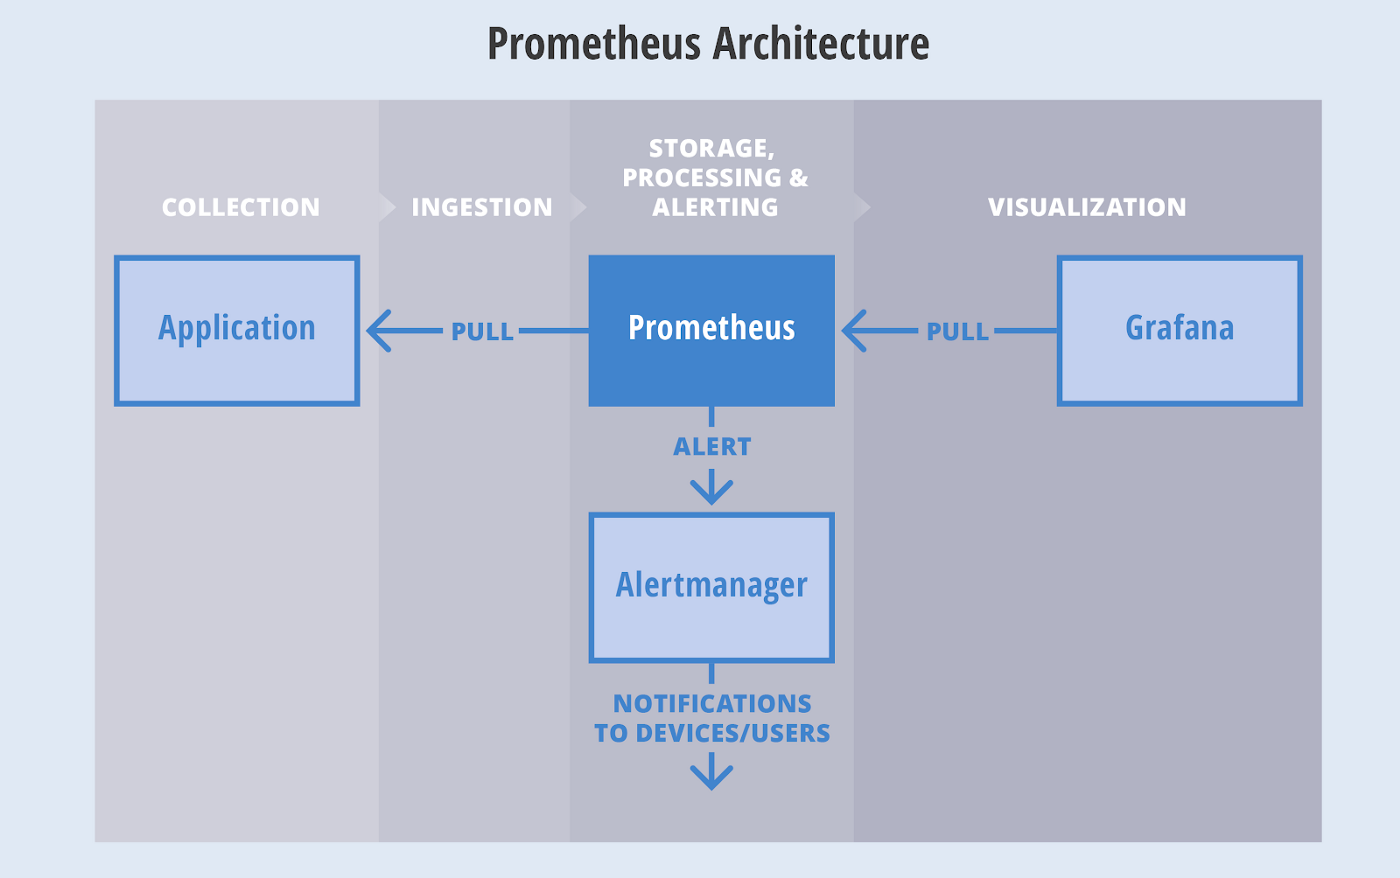 Prometheus Architecture
COLLECTION
INGESTION
STORAGE,
PROCESSING &
ALERTING
VISUALIZATION
Application
PULL
Prometheus
PULL
Grafana
ALERT
Alertmanager
NOTIFICATIONS
TO DEVICES/USERS